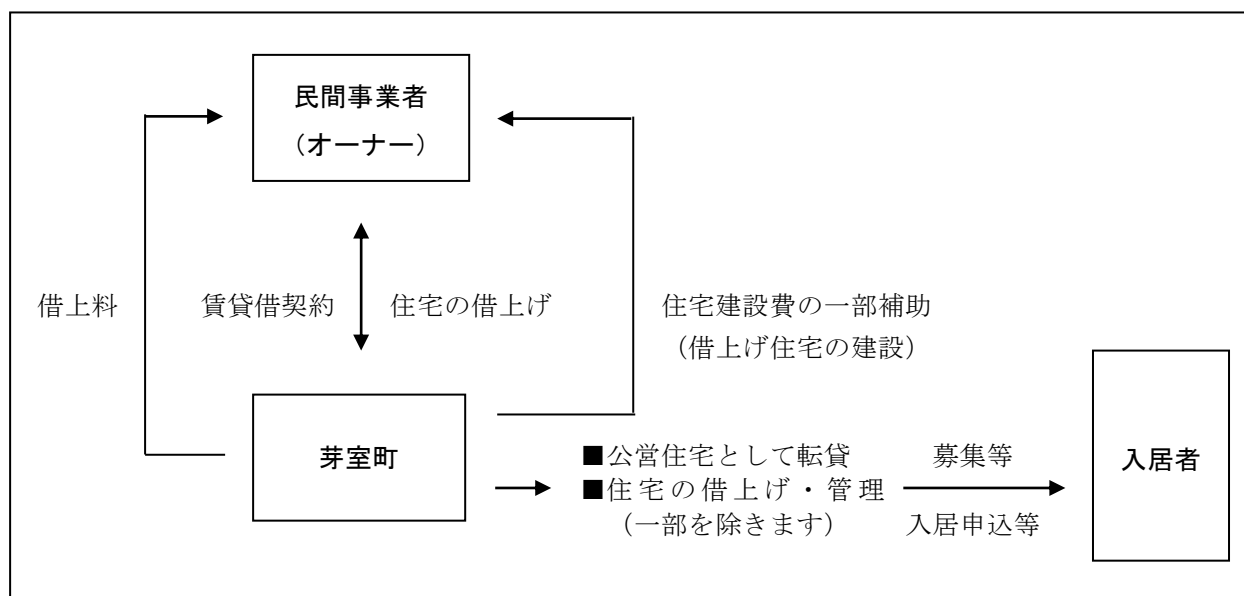 民間事業者
（オーナー）
借上料
賃貸借契約
住宅の借上げ
住宅建設費の一部補助
（借上げ住宅の建設）
芽室町
■公営住宅として転貸
■住宅の借上げ・管理
（一部を除きます）
募集等
入居申込等
入居者